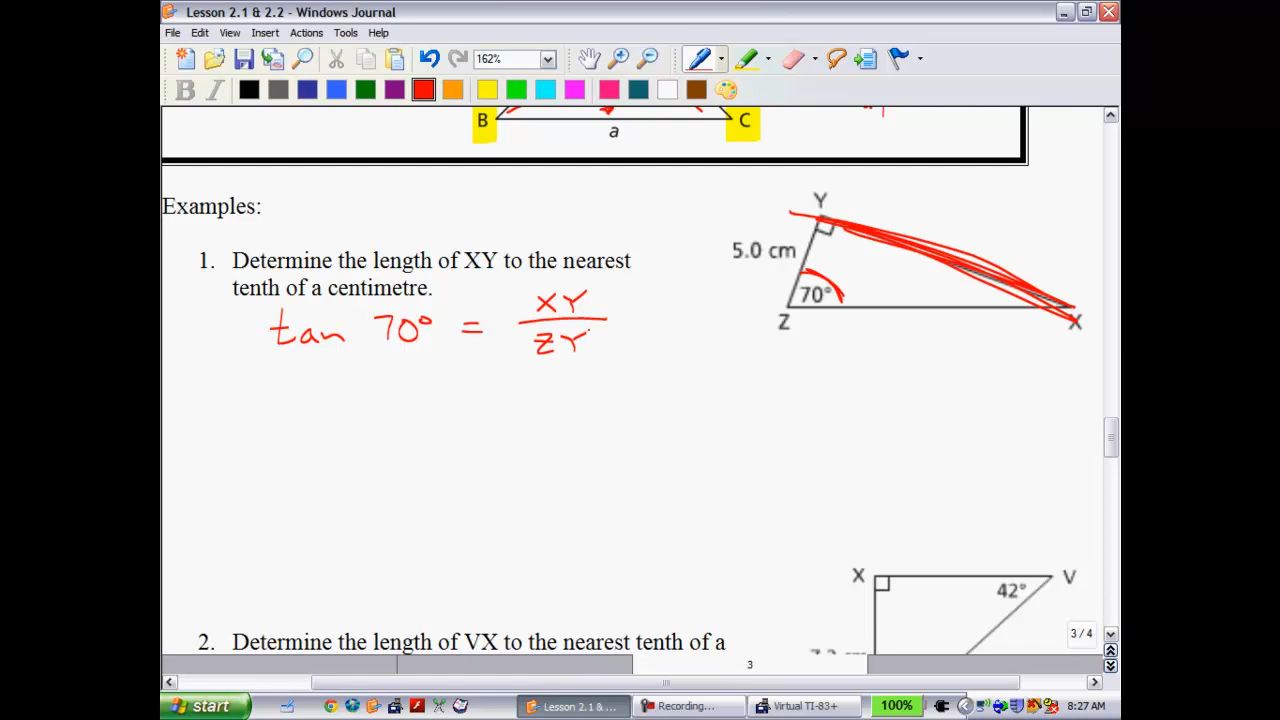 Lesson 2.1 & 2.2 - Windows Journal
File Edit View Insert Actions Tools Help
162%
B I
B C
a
Examples:
1. Determine the length of XY to the nearest
tenth of a centimetre.
tan 70° = XY
ZY
Y
5.0 cm
70°
Z X
X V
42°
2. Determine the length of VX to the nearest tenth of a
3 / 4
3
start
Lesson 2.1 & ...
Recording...
Virtual TI-83+
100%
8:27 AM